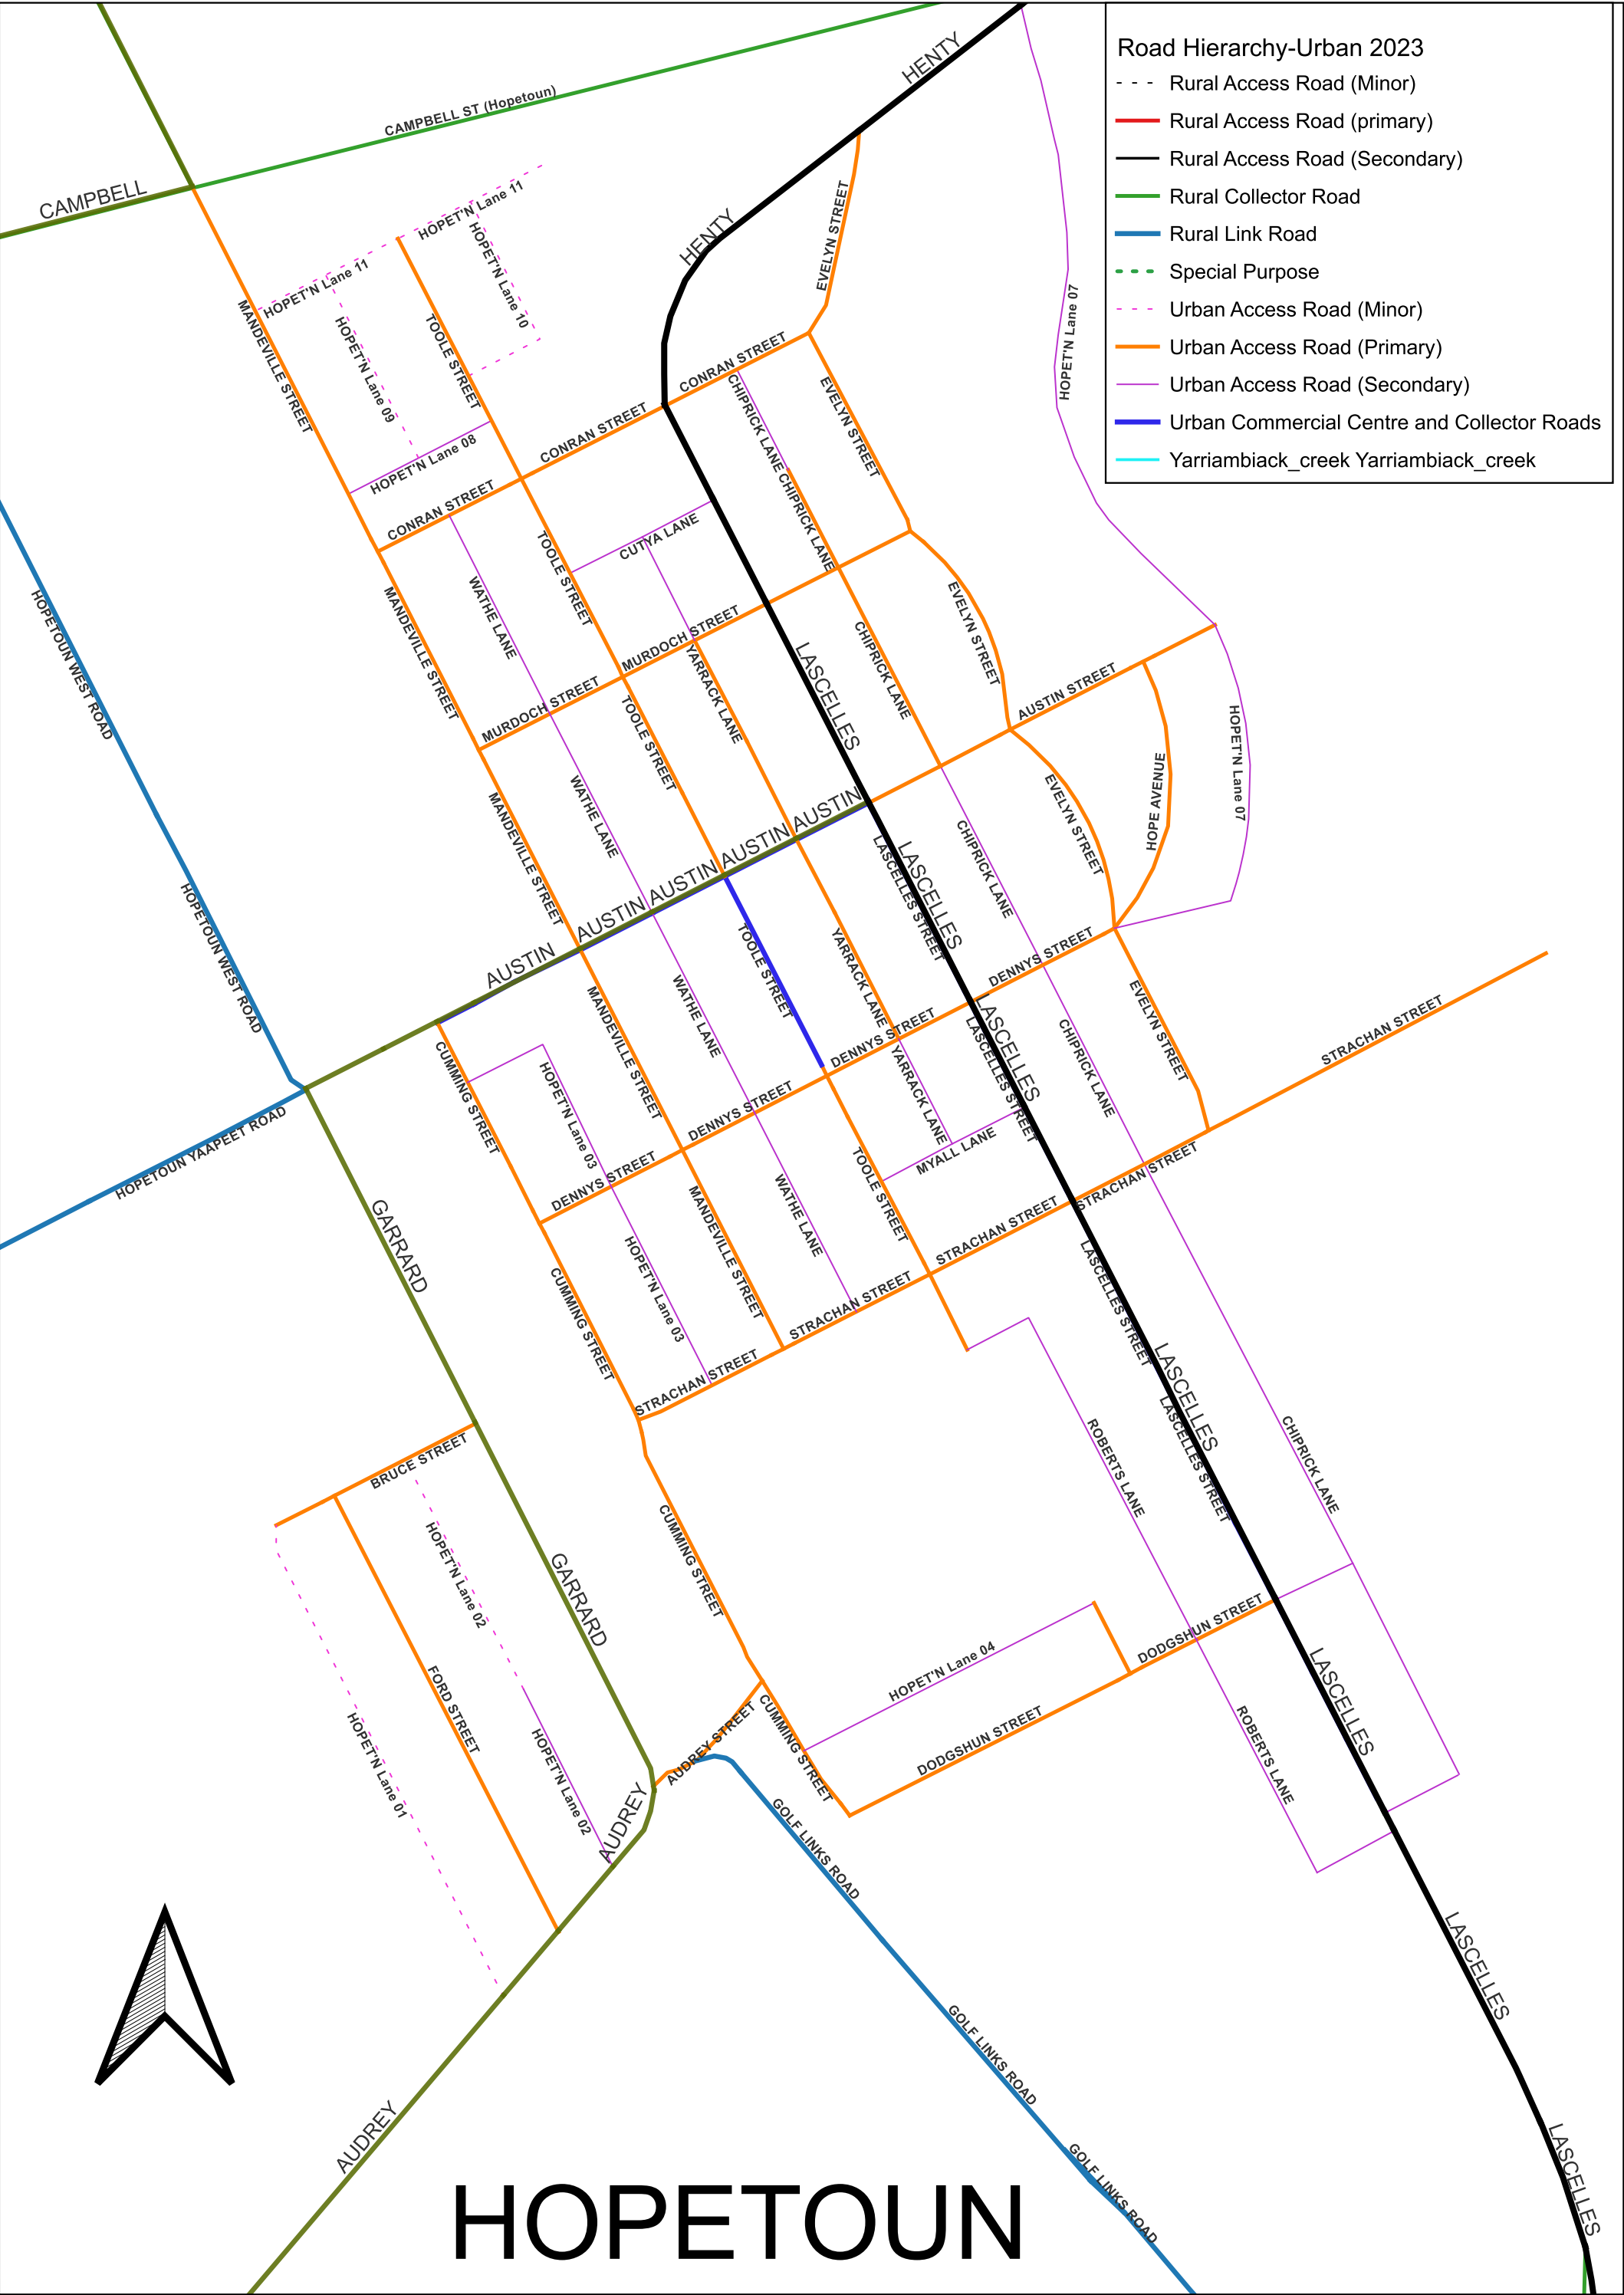 Road Hierarchy-Urban 2023
Rural Access Road (Minor)
Rural Access Road (primary)
Rural Access Road (Secondary)
Rural Collector Road
Rural Link Road
Special Purpose
Urban Access Road (Minor)
Urban Access Road (Primary)
Urban Access Road (Secondary)
Urban Commercial Centre and Collector Roads
Yarriambiack_creek Yarriambiack_creek
HENTY
CAMPBELL ST (Hopetoun)
CAMPBELL
HOPET'N Lane 11
HOPET'N Lane 11
HOPET'N Lane 10
HENTY
EVELYN STREET
HOPET'N Lane 07
MANDEVILLE STREET
HOPET'N Lane 09
TOOLE STREET
CONRAN STREET
CONRAN STREET
CHIPRICK LANE
EVELYN STREET
HOPET'N Lane 08
CONRAN STREET
CHIPRICK LANE
CUTYA LANE
TOOLE STREET
WATHE LANE
MANDEVILLE STREET
HOPETOUN WEST ROAD
MURDOCH STREET
MURDOCH STREET
YARRACK LANE
LASCELLES
CHIPRICK LANE
EVELYN STREET
AUSTIN STREET
TOOLE STREET
HOPET'N Lane 07
HOPE AVENUE
EVELYN STREET
WATHE LANE
MANDEVILLE STREET
AUSTIN
AUSTIN
AUSTIN
AUSTIN
AUSTIN
LASCELLES
LASCELLES STREET
CHIPRICK LANE
HOPETOUN WEST ROAD
TOOLE STREET
YARRACK LANE
DENNYS STREET
WATHE LANE
MANDEVILLE STREET
EVELYN STREET
STRACHAN STREET
DENNYS STREET
LASCELLES
LASCELLES STREET
CHIPRICK LANE
CUMMING STREET
HOPET'N Lane 03
YARRACK LANE
DENNYS STREET
MYALL LANE
HOPETOUN YAAPEET ROAD
DENNYS STREET
STRACHAN STREET
TOOLE STREET
WATHE LANE
MANDEVILLE STREET
GARRARD
STRACHAN STREET
HOPET'N Lane 03
CUMMING STREET
STRACHAN STREET
LASCELLES STREET
STRACHAN STREET
LASCELLES
LASCELLES STREET
ROBERTS LANE
CHIPRICK LANE
BRUCE STREET
HOPET'N Lane 02
CUMMING STREET
GARRARD
DODGSHUN STREET
HOPET'N Lane 04
LASCELLES
FORD STREET
HOPET'N Lane 01
HOPET'N Lane 02
AUDREY STREET
CUMMING STREET
DODGSHUN STREET
ROBERTS LANE
AUDREY
GOLF LINKS ROAD
LASCELLES
GOLF LINKS ROAD
AUDREY
GOLF LINKS ROAD
LASCELLES
HOPETOUN